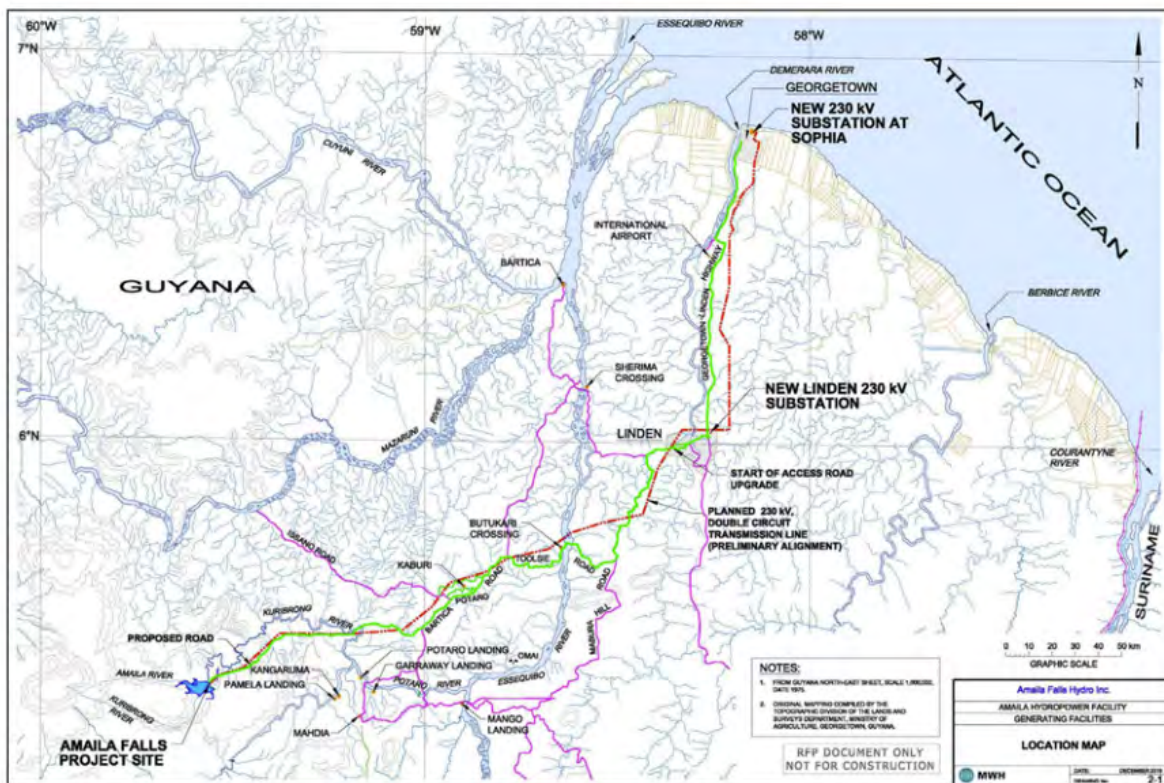 60°W
59°W
58°W
7°N
6°N
ESSEQUIBO RIVER
DEMERARA RIVER
GEORGETOWN
NEW 230 kV
SUBSTATION AT
SOPHIA
ATLANTIC OCEAN
N
CUYUNI RIVER
INTERNATIONAL
AIRPORT
BARTICA
GUYANA
GEORGETOWN-LINDEN HIGHWAY
BERBICE RIVER
SHERIMA
CROSSING
MAZARUNI RIVER
NEW LINDEN 230 kV
SUBSTATION
LINDEN
COURANTYNE
RIVER
START OF ACCESS ROAD
UPGRADE
PLANNED 230 kV,
DOUBLE CIRCUIT
TRANSMISSION LINE
(PRELIMINARY ALIGNMENT)
BUTUKARI
CROSSING
ISSANO ROAD
TOOLSIE ROAD
KABURI
BARTICA POTARO ROAD
MABURA HILL ROAD
SURINAME
KURIBRONG RIVER
PROPOSED ROAD
POTARO LANDING
OMAI
KANGARUMA
GARRAWAY LANDING
AMAILA RIVER
PAMELA LANDING
POTARO RIVER
ESSEQUIBO RIVER
KURIBRONG
RIVER
MAHDIA
MANGO
LANDING
AMAILA FALLS
PROJECT SITE
0 10 20 30 40 50 km
GRAPHIC SCALE
NOTES:
1. FROM GUYANA NORTH-EAST SHEET, SCALE
DATE 1975.
2. ORIGINAL MAPPING COMPILED BY THE
TOPOGRAPHIC DIVISION OF THE LANDS AND
SURVEYS DEPARTMENT, MINISTRY OF
AGRICULTURE, GEORGETOWN, GUYANA.
RFP DOCUMENT ONLY
NOT FOR CONSTRUCTION
Amaila Falls Hydro Inc.
AMAILA HYDROPOWER FACILITY
GENERATING FACILITIES
LOCATION MAP
MWH
DATE: DECEMBER
DRAWING No.